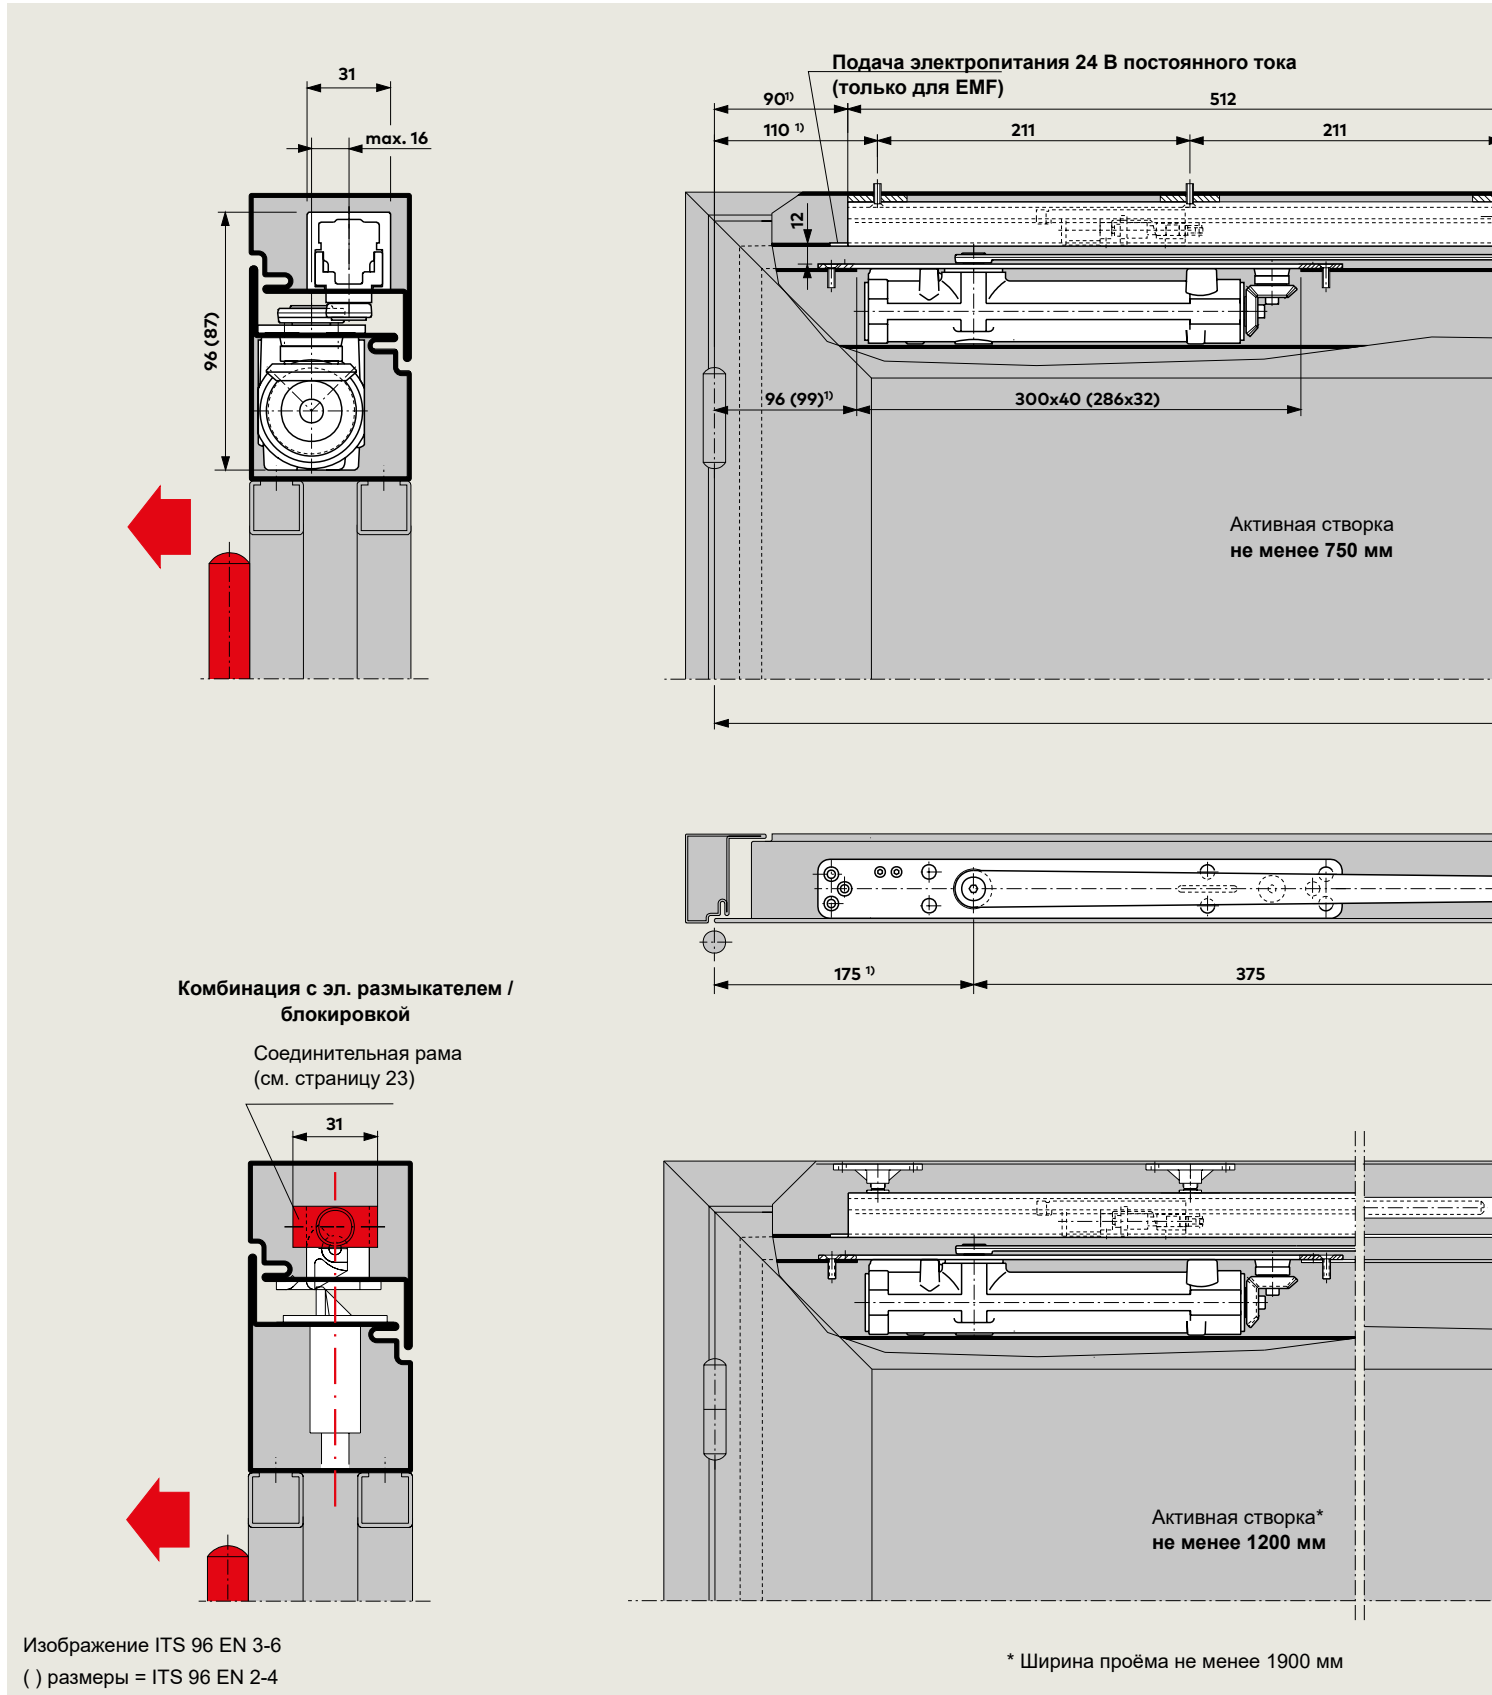 31
max. 16
96 (87)
Подача электропитания 24 В постоянного тока
(только для EMF)
90¹⁾
512
110 ¹⁾
211
211
12
96 (99)¹⁾
300x40 (286x32)
Активная створка
не менее 750 мм
175 ¹⁾
375
Комбинация с эл. размыкателем /
блокировкой
Соединительная рама
(см. страницу 23)
31
Активная створка*
не менее 1200 мм
Изображение ITS 96 EN 3-6
( ) размеры = ITS 96 EN 2-4
* Ширина проёма не менее 1900 мм